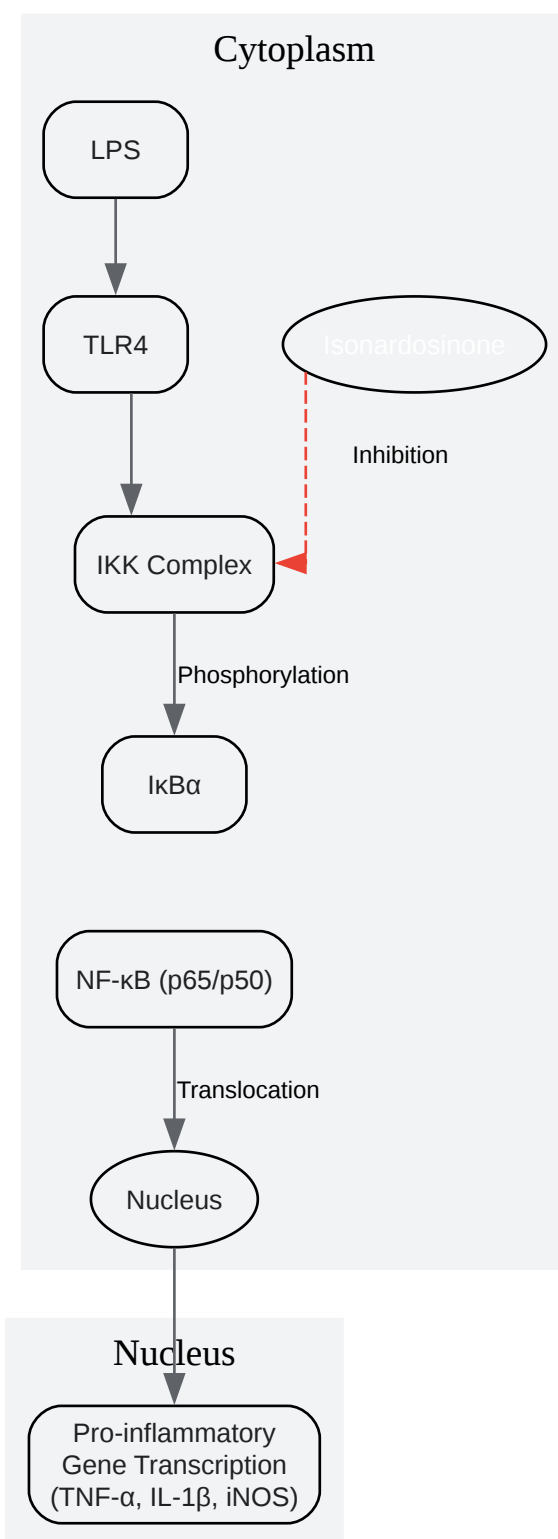 Cytoplasm
LPS
TLR4
Isonardosinone
Inhibition
IKK Complex
Phosphorylation
IκBα
NF-κB (p65/p50)
Translocation
Nucleus
Nucleus
Pro-inflammatory
Gene Transcription
(TNF-α, IL-1β, iNOS)